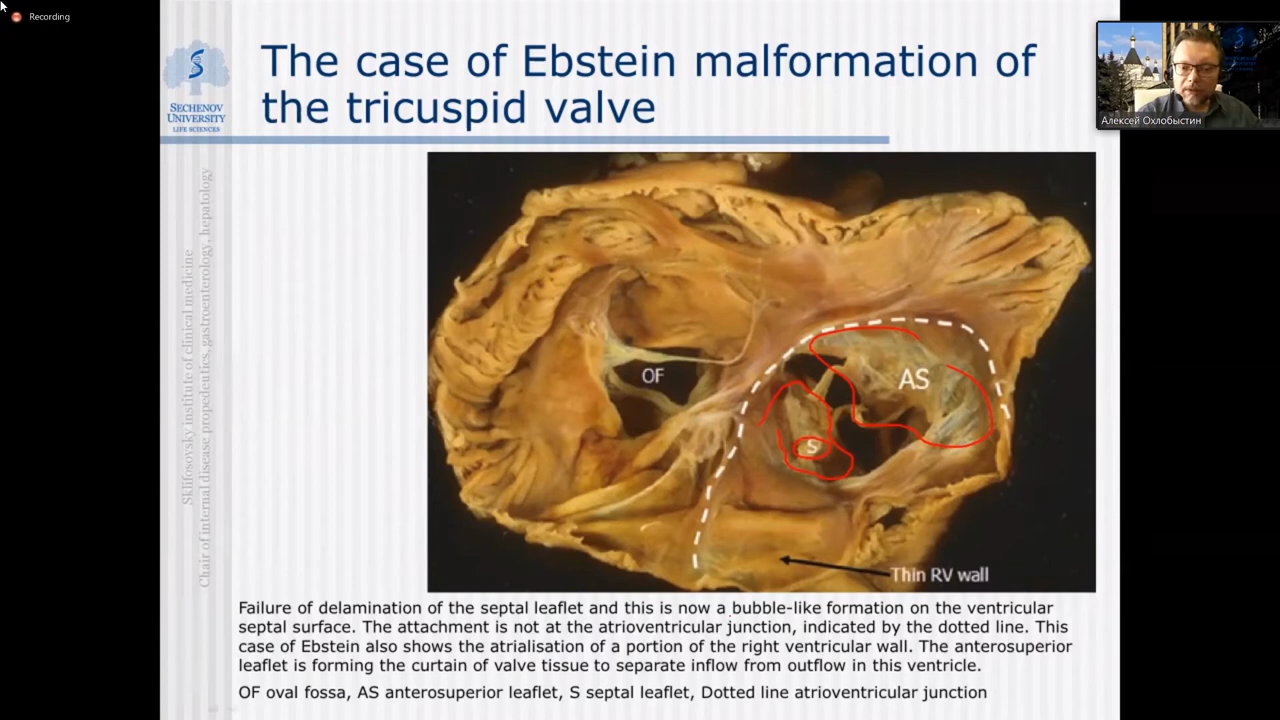 Recording
The case of Ebstein malformation of
the tricuspid valve
SECHENOV
UNIVERSITY
LIFE SCIENCES
Алексей Охлобыстин
Sklifosovsky institute of clinical medicine
Chair of internal disease propedeutics, gastroenterology, hepatology
OF
AS
S
Thin RV wall
Failure of delamination of the septal leaflet and this is now a bubble-like formation on the ventricular
septal surface. The attachment is not at the atrioventricular junction, indicated by the dotted line. This
case of Ebstein also shows the atrialisation of a portion of the right ventricular wall. The anterosuperior
leaflet is forming the curtain of valve tissue to separate inflow from outflow in this ventricle.
OF oval fossa, AS anterosuperior leaflet, S septal leaflet, Dotted line atrioventricular junction